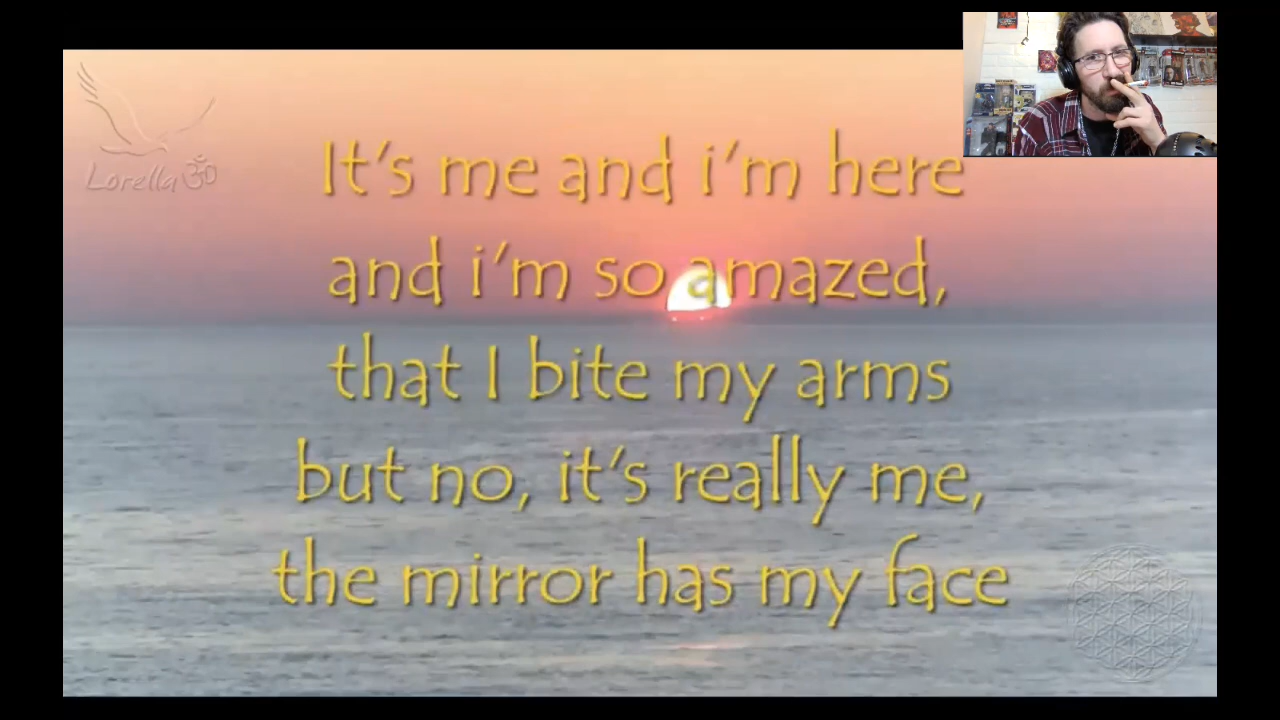 Lorella ॐ
It's me and i'm here
and i'm so amazed,
that I bite my arms
but no, it's really me,
the mirror has my face